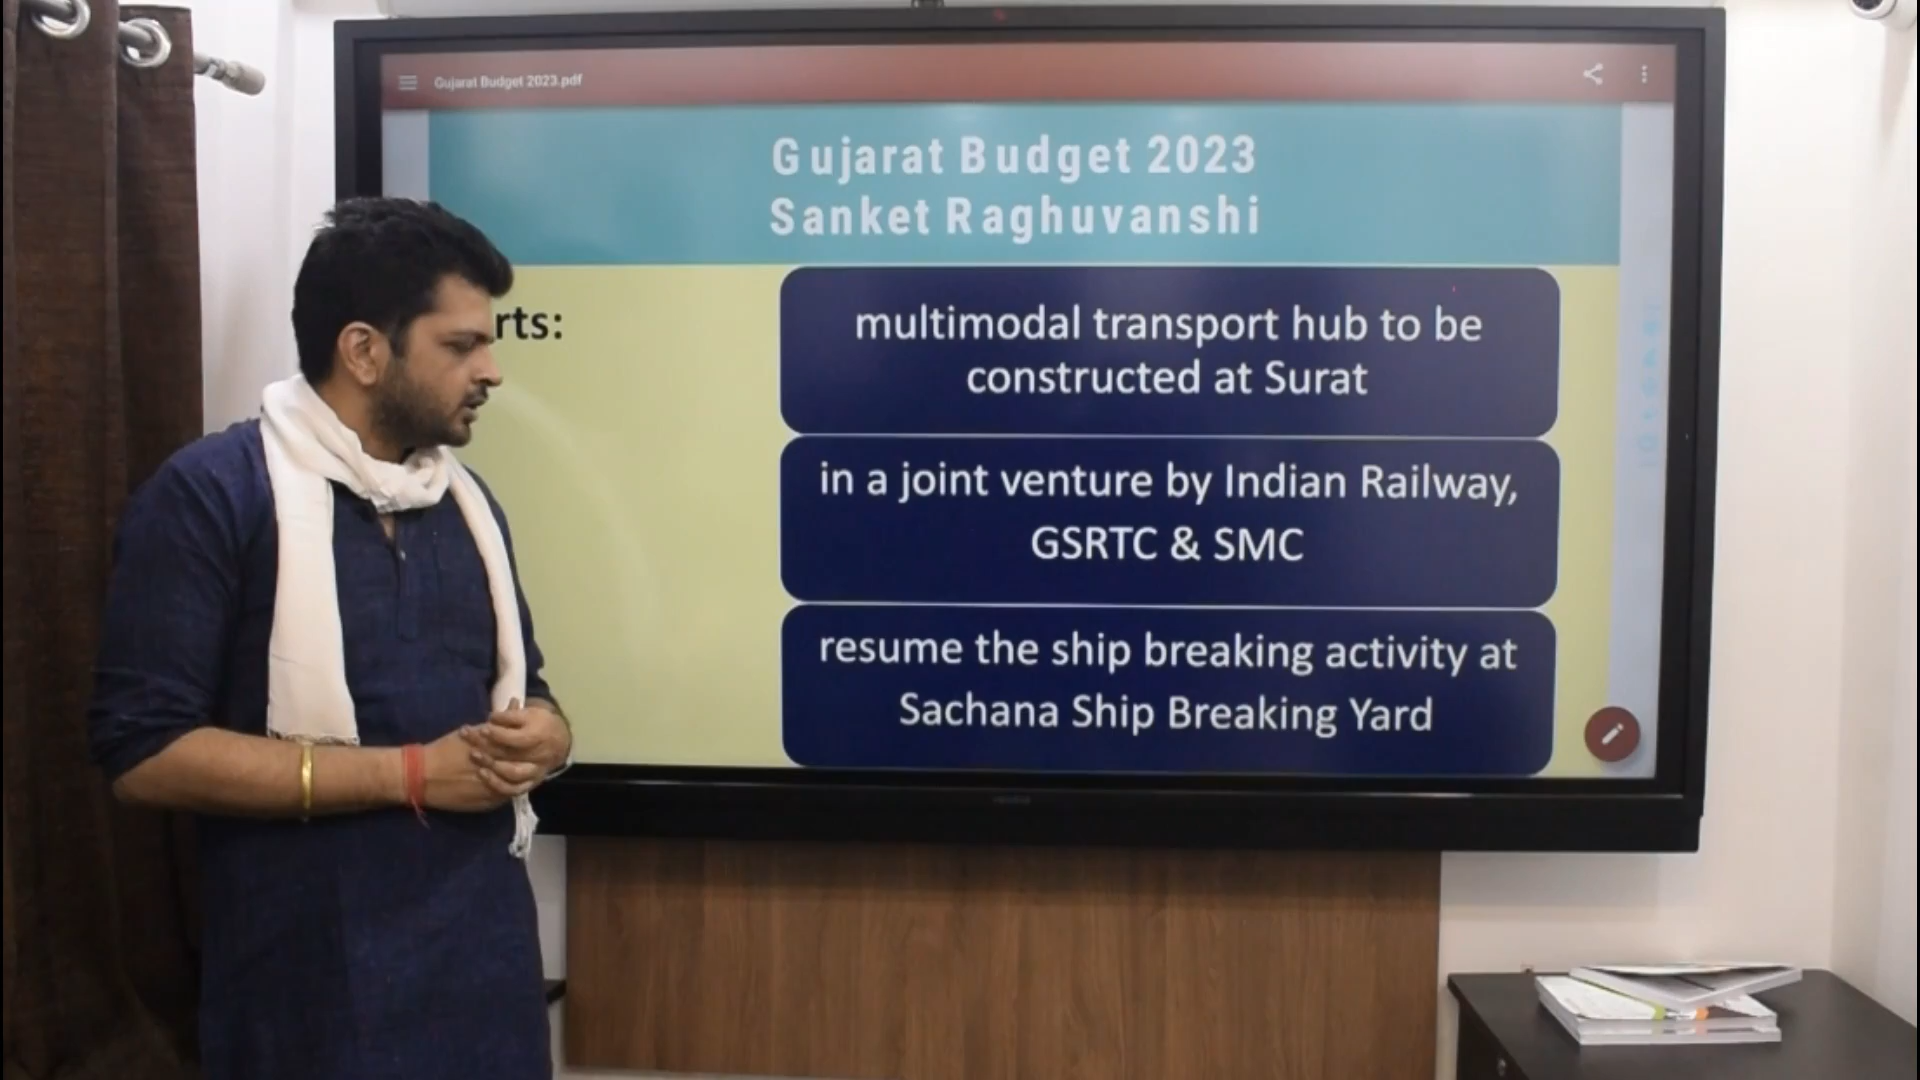 Gujarat Budget 2023.pdf
Gujarat Budget 2023
Sanket Raghuvanshi
rts:
multimodal transport hub to be
constructed at Surat
in a joint venture by Indian Railway,
GSRTC & SMC
resume the ship breaking activity at
Sachana Ship Breaking Yard